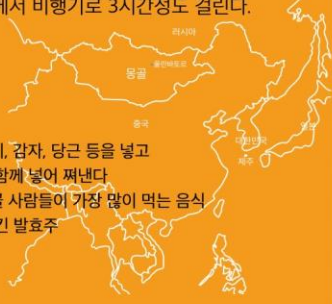 에서 비행기로 3시간정도 걸린다.
러시아
울란바토르
몽골
중국
대한민국
일본
제주
감자, 당근 등을 넣고
함께 넣어 쪄낸다
사람들이 가장 많이 먹는 음식
발효주